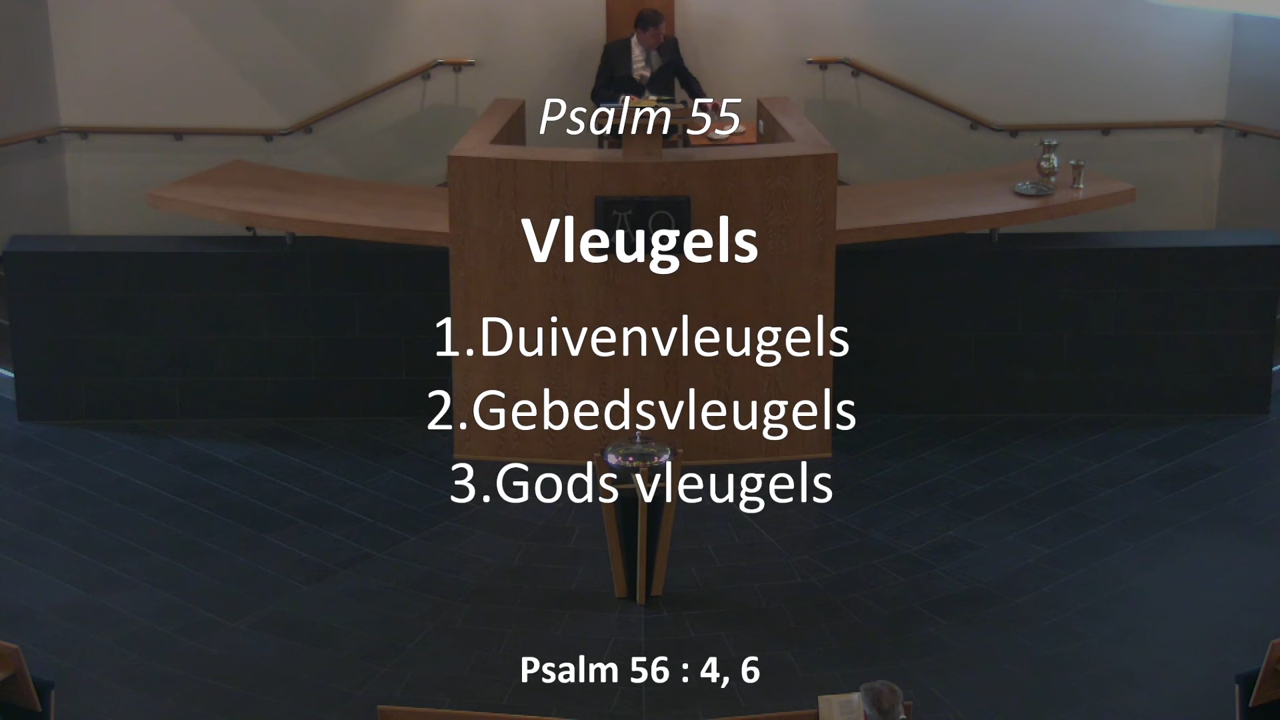 Psalm 55
Vleugels
1.Duivenvleugels
2.Gebedsvleugels
3.Gods vleugels
Psalm 56 : 4, 6